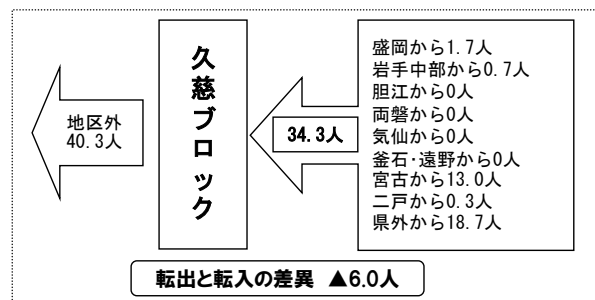 地区外
40.3人
久慈ブロック
34.3人
盛岡から1.7人
岩手中部から0.7人
胆江から0人
両磐から0人
気仙から0人
釜石・遠野から0人
宮古から13.0人
二戸から0.3人
県外から18.7人
転出と転入の差異 ▲6.0人